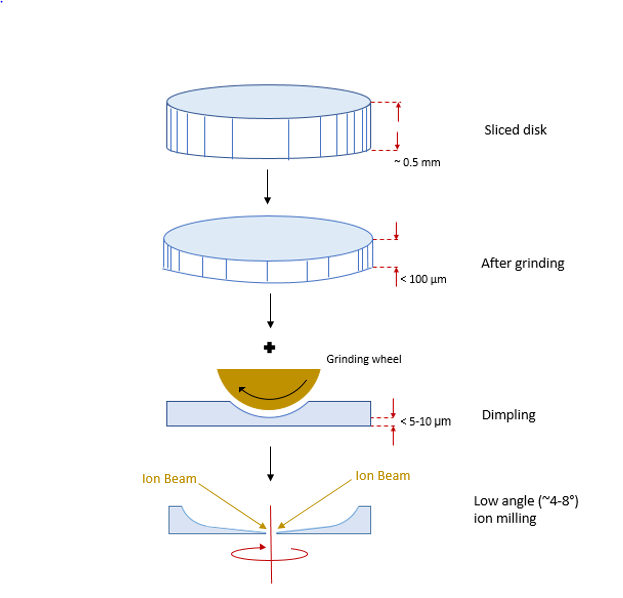 .
Sliced disk
~ 0.5 mm
After grinding
< 100 µm
Grinding wheel
< 5-10 µm
Dimpling
Ion Beam
Ion Beam
Low angle (~4-8°)
ion milling